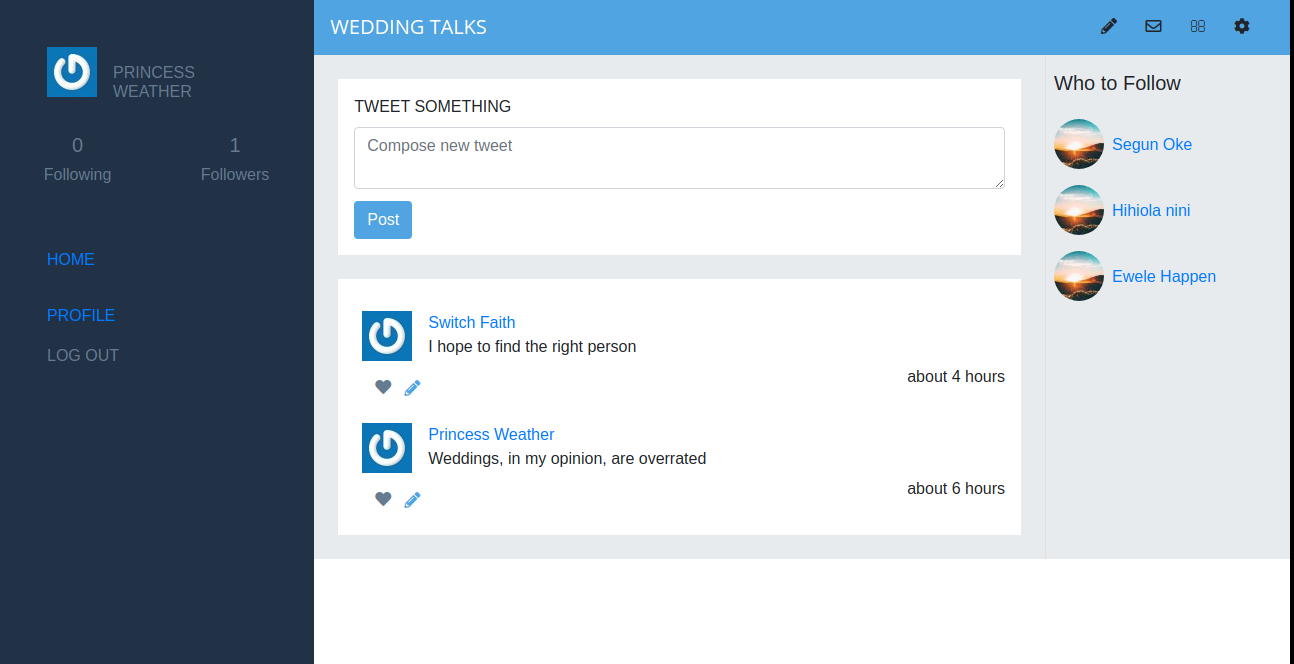 PRINCESS
WEATHER
0
Following
1
Followers
HOME
PROFILE
LOG OUT
WEDDING TALKS
TWEET SOMETHING
Compose new tweet
Post
Switch Faith
I hope to find the right person
about 4 hours
Princess Weather
Weddings, in my opinion, are overrated
about 6 hours
Who to Follow
Segun Oke
Hihiola nini
Ewele Happen